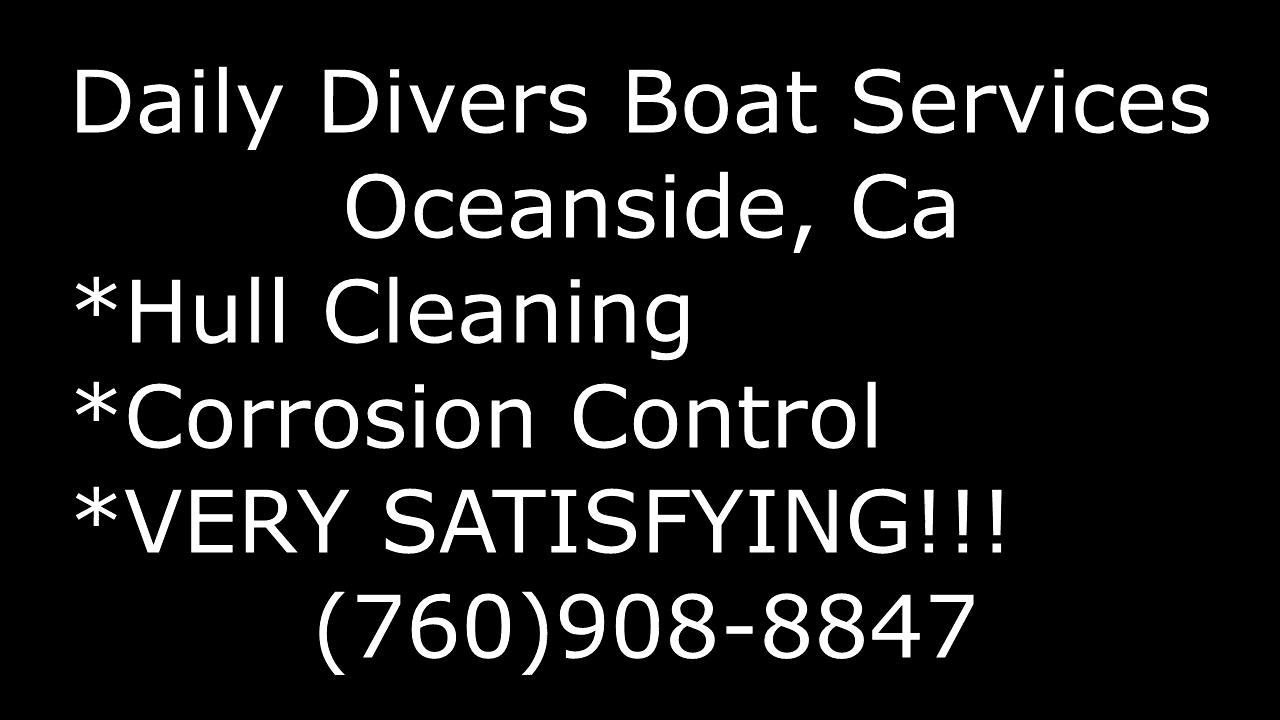 Daily Divers Boat Services
Oceanside, Ca
*Hull Cleaning
*Corrosion Control
*VERY SATISFYING!!!
(760)908-8847